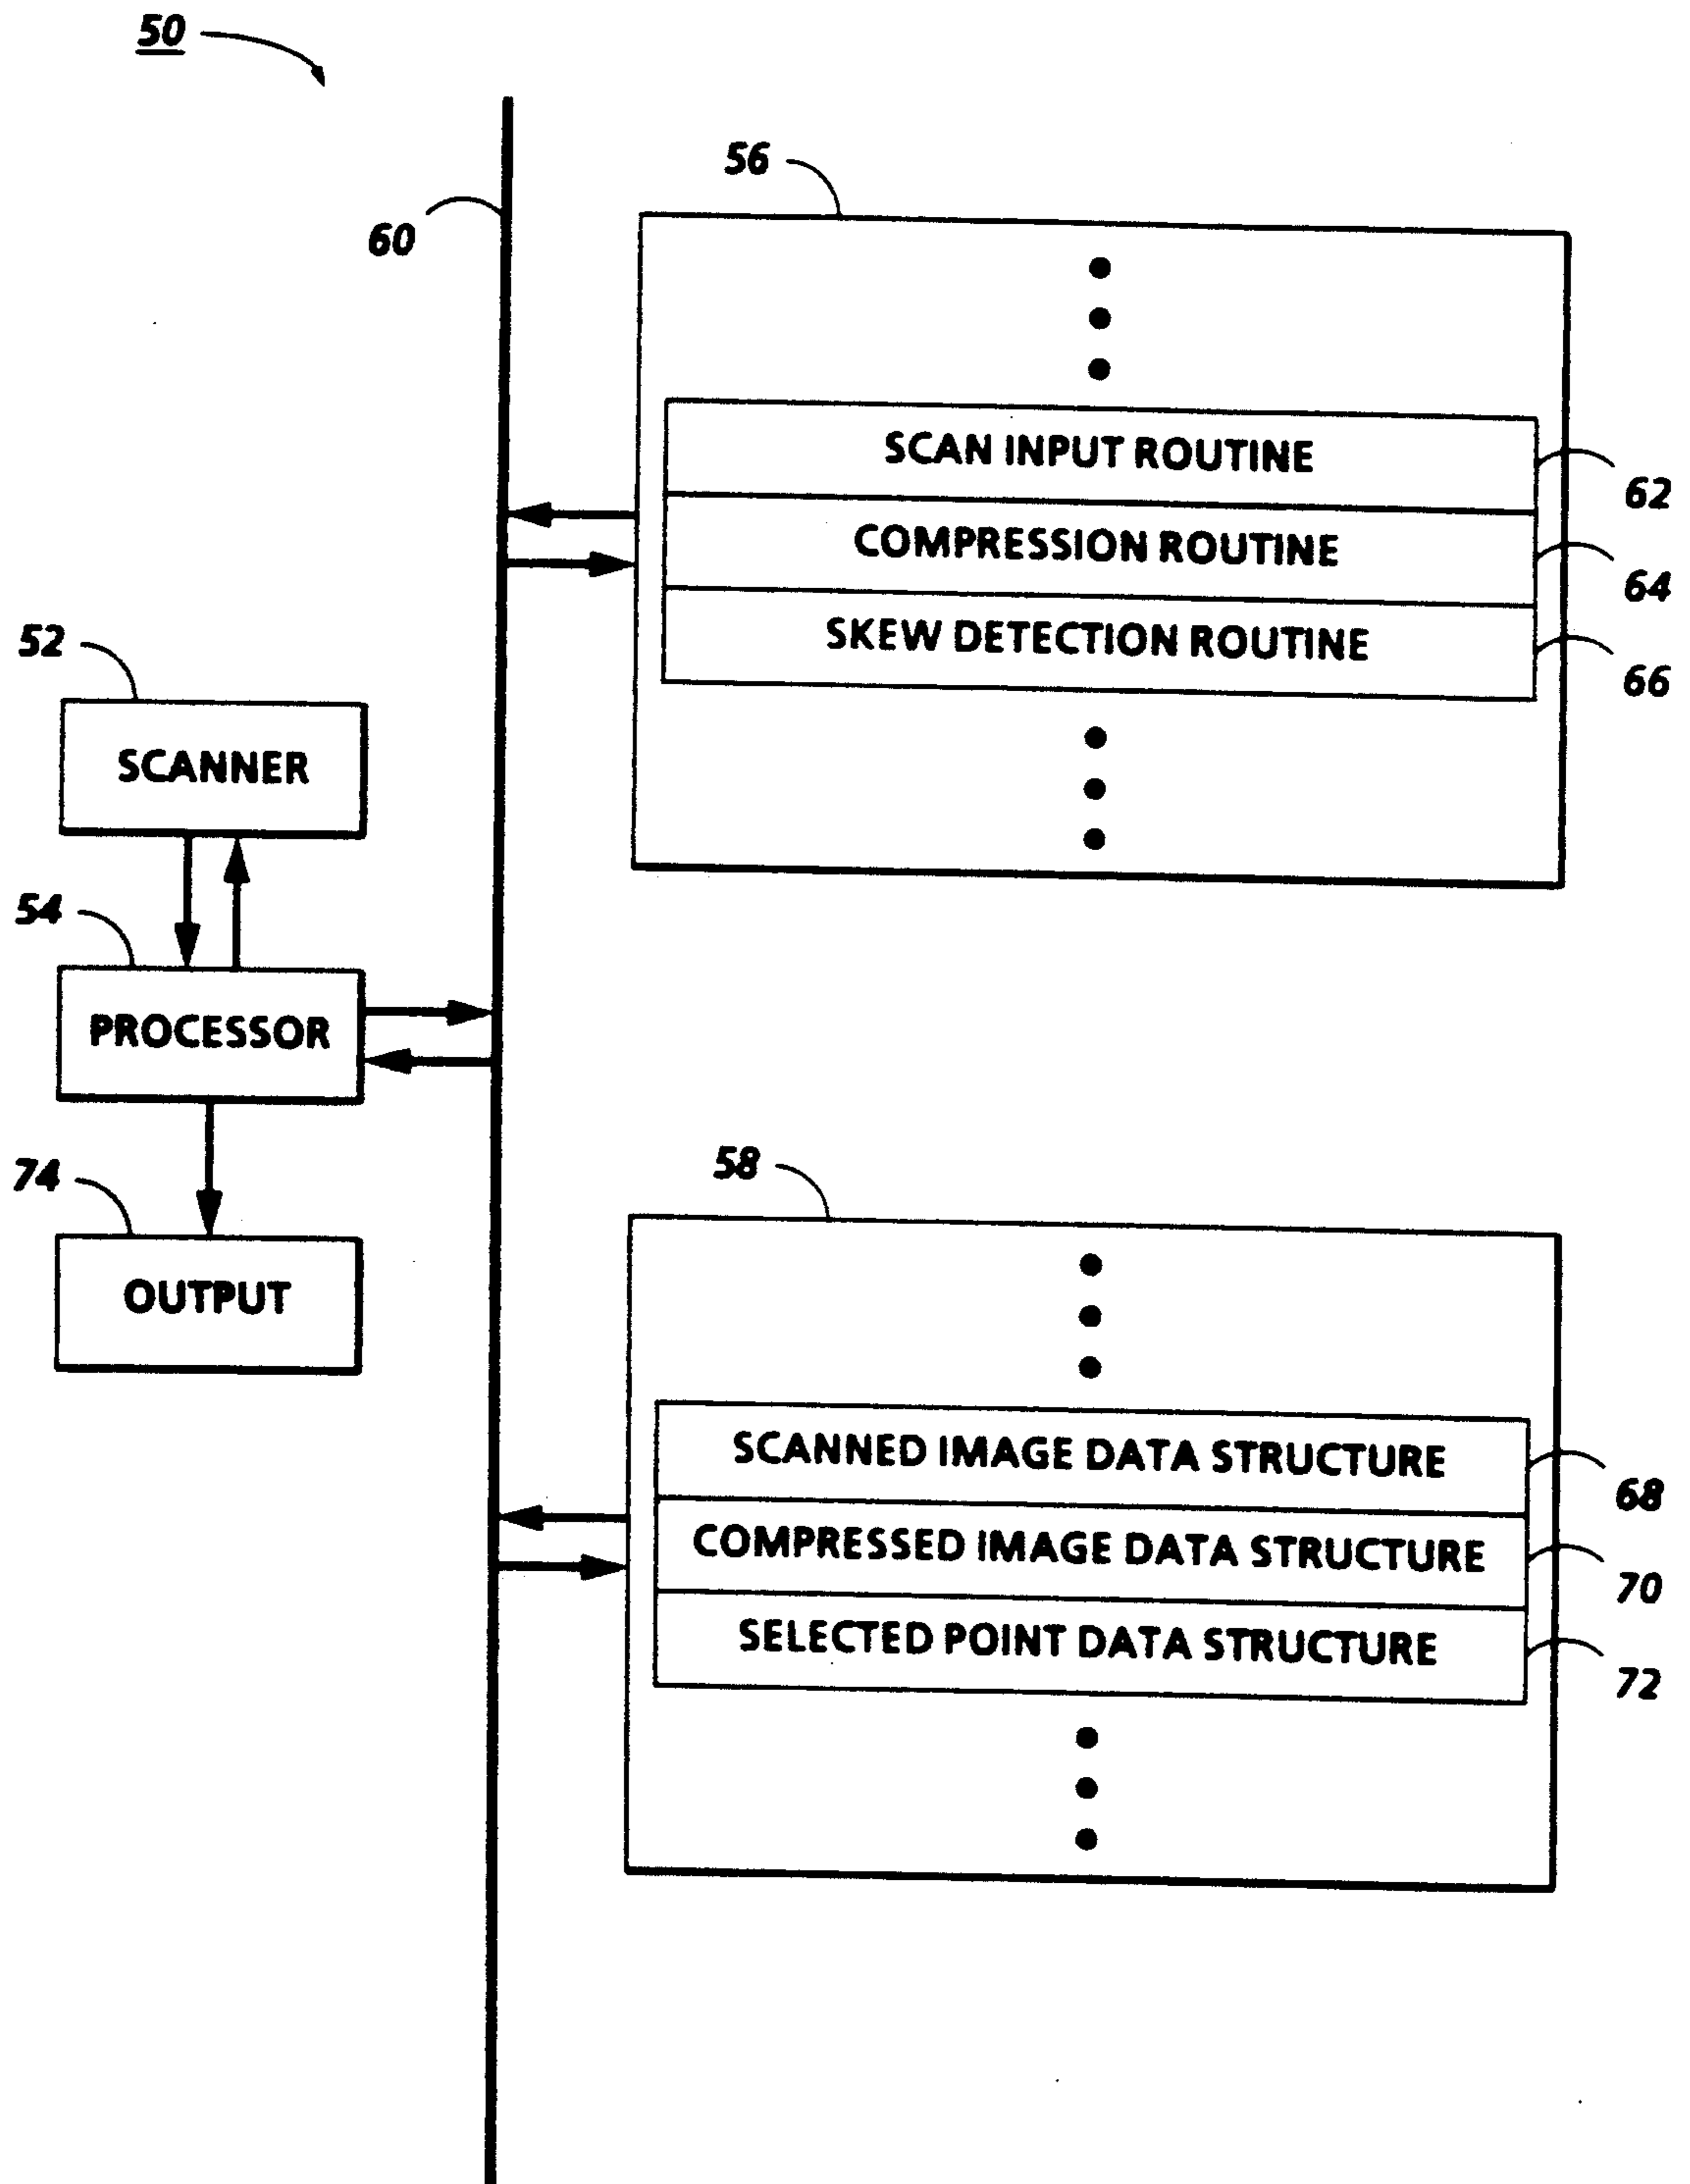 50
56
60
SCAN INPUT ROUTINE
62
COMPRESSION ROUTINE
64
SKEW DETECTION ROUTINE
66
52
SCANNER
54
PROCESSOR
74
OUTPUT
58
SCANNED IMAGE DATA STRUCTURE
68
COMPRESSED IMAGE DATA STRUCTURE
70
SELECTED POINT DATA STRUCTURE
72